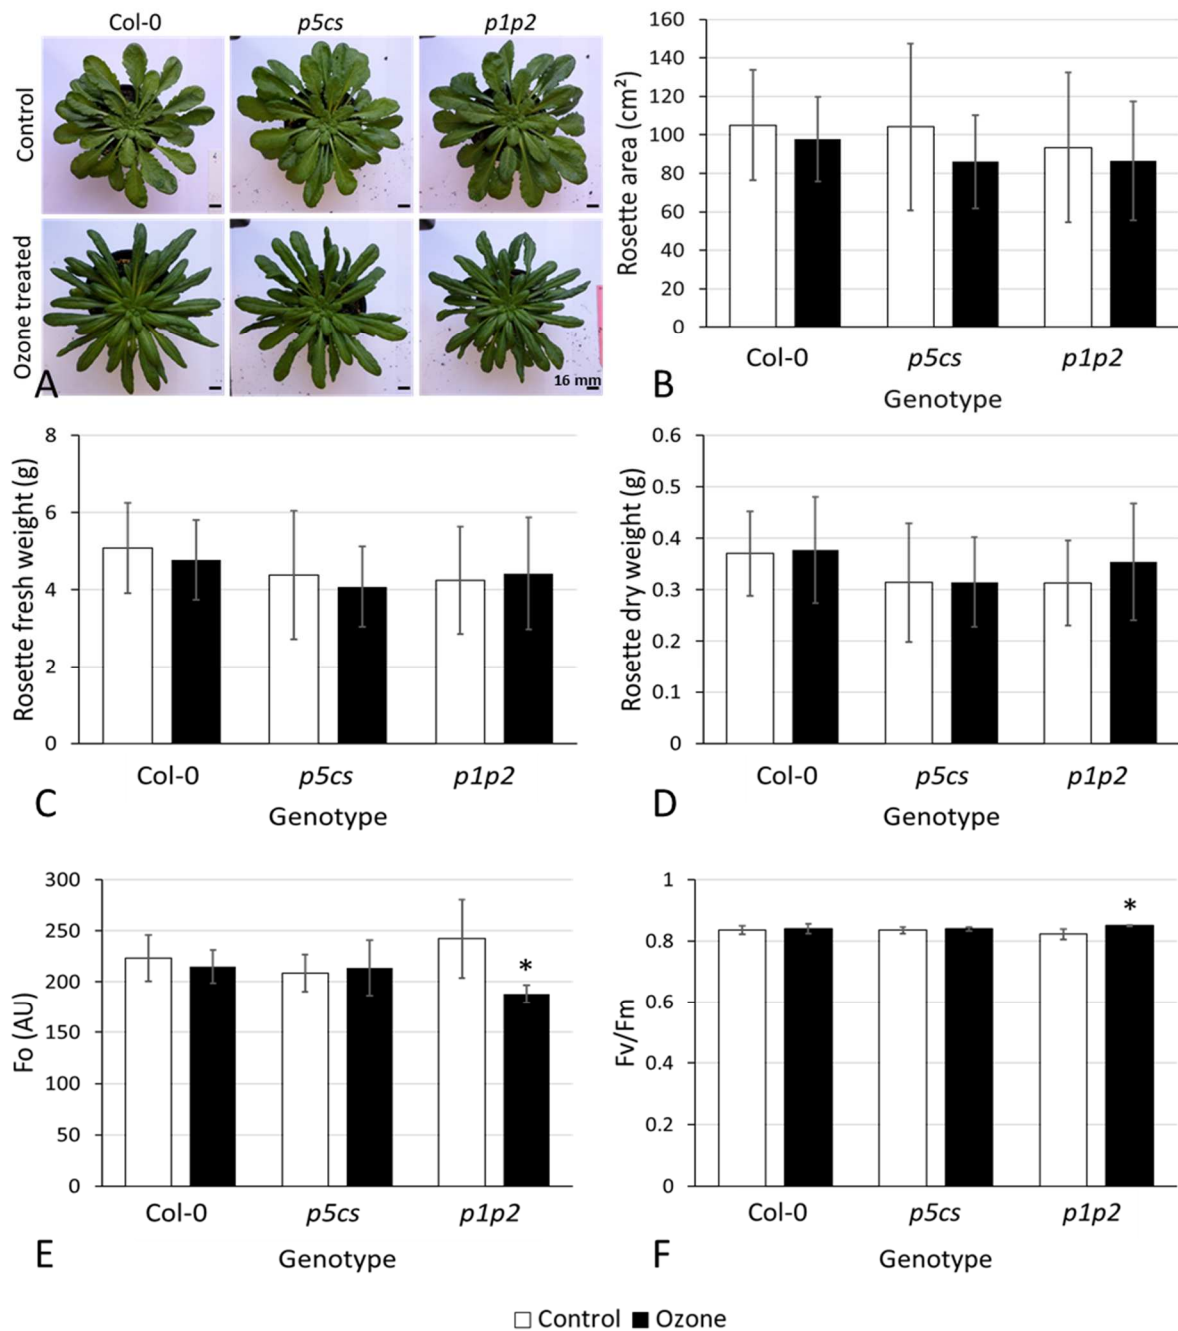 Col-0 p5cs p1p2
Control
Ozone treated
16 mm
A
Rosette area (cm²)
160
140
120
100
80
60
40
20
0
Col-0 p5cs p1p2
Genotype
B
Rosette fresh weight (g)
8
6
4
2
0
Col-0 p5cs p1p2
Genotype
C
Rosette dry weight (g)
0.6
0.5
0.4
0.3
0.2
0.1
0
Col-0 p5cs p1p2
Genotype
D
Fo (AU)
300
250
200
150
100
50
0
*
Col-0 p5cs p1p2
Genotype
E
Fv/Fm
1
0.8
0.6
0.4
0.2
0
*
Col-0 p5cs p1p2
Genotype
F
Control Ozone